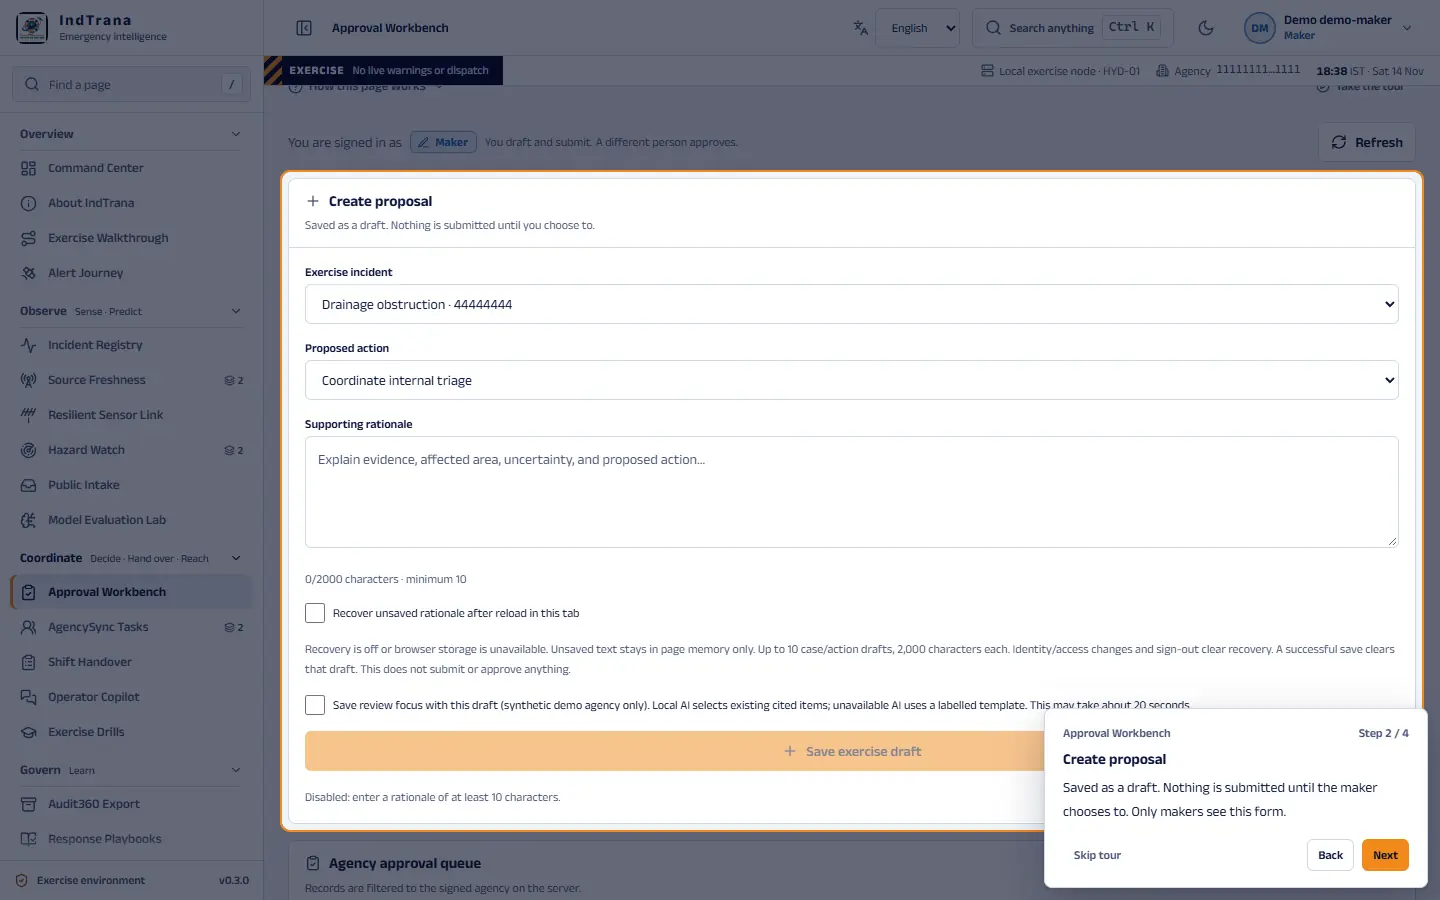 IndTrana
Emergency intelligence
Approval Workbench
English
Search anything
Ctrl K
DM
Demo demo-maker
Maker
Find a page
/
EXERCISE No live warnings or dispatch
Local exercise node · HYD-01
Agency 11111111…1111
18:38 IST · Sat 14 Nov
How this page works
Take the tour
Overview
Command Center
About IndTrana
Exercise Walkthrough
Alert Journey
Observe Sense · Predict
Incident Registry
Source Freshness 2
Resilient Sensor Link
Hazard Watch 2
Public Intake
Model Evaluation Lab
Coordinate Decide · Hand over · Reach
Approval Workbench
AgencySync Tasks 2
Shift Handover
Operator Copilot
Exercise Drills
Govern Learn
Audit360 Export
Response Playbooks
Exercise environment v0.3.0
You are signed in as Maker You draft and submit. A different person approves.
Refresh
Create proposal
Saved as a draft. Nothing is submitted until you choose to.
Exercise incident
Drainage obstruction · 44444444
Proposed action
Coordinate internal triage
Supporting rationale
Explain evidence, affected area, uncertainty, and proposed action...
0/2000 characters · minimum 10
Recover unsaved rationale after reload in this tab
Recovery is off or browser storage is unavailable. Unsaved text stays in page memory only. Up to 10 case/action drafts, 2,000 characters each. Identity/access changes and sign-out clear recovery. A successful save clears
that draft. This does not submit or approve anything.
Save review focus with this draft (synthetic demo agency only). Local AI selects existing cited items; unavailable AI uses a labelled template. This may take about 20 seconds.
Save exercise draft
Disabled: enter a rationale of at least 10 characters.
Agency approval queue
Records are filtered to the signed agency on the server.
Approval Workbench
Step 2 / 4
Create proposal
Saved as a draft. Nothing is submitted until the maker
chooses to. Only makers see this form.
Skip tour
Back
Next